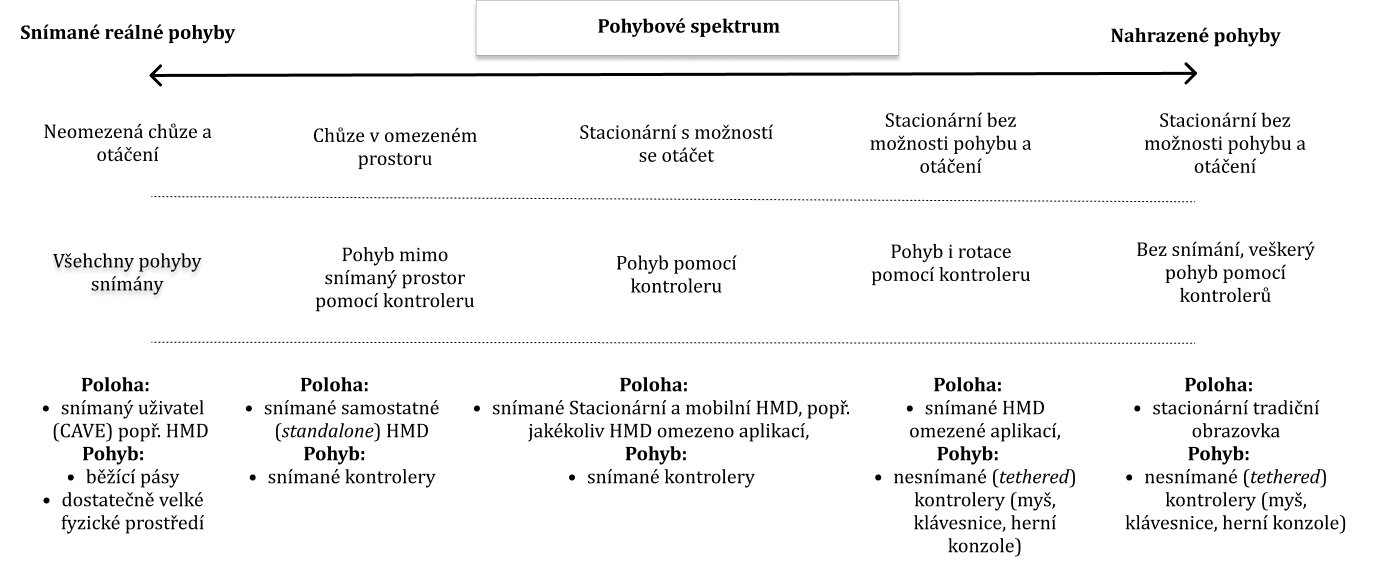 Pohybové spektrum
Snímané reálné pohyby
Nahrazené pohyby
Neomezená chůze a
otáčení
Chůze v omezeném
prostoru
Stacionární s možností
se otáčet
Stacionární bez
možnosti pohybu a
otáčení
Stacionární bez
možnosti pohybu a
otáčení
Všehchny pohyby
snímány
Pohyb mimo
snímaný prostor
pomocí kontroleru
Pohyb pomocí
kontroleru
Pohyb i rotace
pomocí kontroleru
Bez snímání, veškerý
pohyb pomocí
kontrolerů
Poloha:
• snímaný uživatel
(CAVE) popř. HMD
Pohyb:
• běžící pásy
• dostatečně velké
fyzické prostředí
Poloha:
• snímané samostatné
(standalone) HMD
Pohyb:
• snímané kontrolery
Poloha:
• snímané Stacionární a mobilní HMD, popř.
jakékoliv HMD omezeno aplikací,
Pohyb:
• snímané kontrolery
Poloha:
• snímané HMD
omezené aplikací,
Pohyb:
• nesnímané (tethered)
kontrolery (myš,
klávesnice, herní
konzole)
Poloha:
• stacionární tradiční
obrazovka
Pohyb:
• nesnímané (tethered)
kontrolery (myš,
klávesnice, herní konzole)